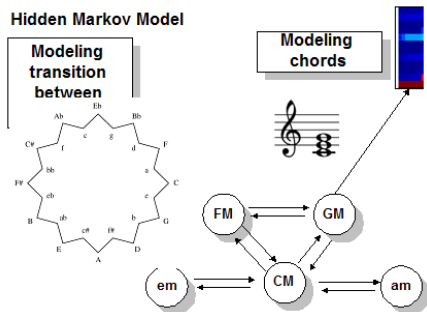 Hidden Markov Model
Modeling
transition
between
Modeling
chords
Eb
Ab
Bb
c
g
C#
f
d
F
bb
a
F#
C
eb
e
B
ab
b
G
c#
f#
E
D
A
FM
GM
em
CM
am